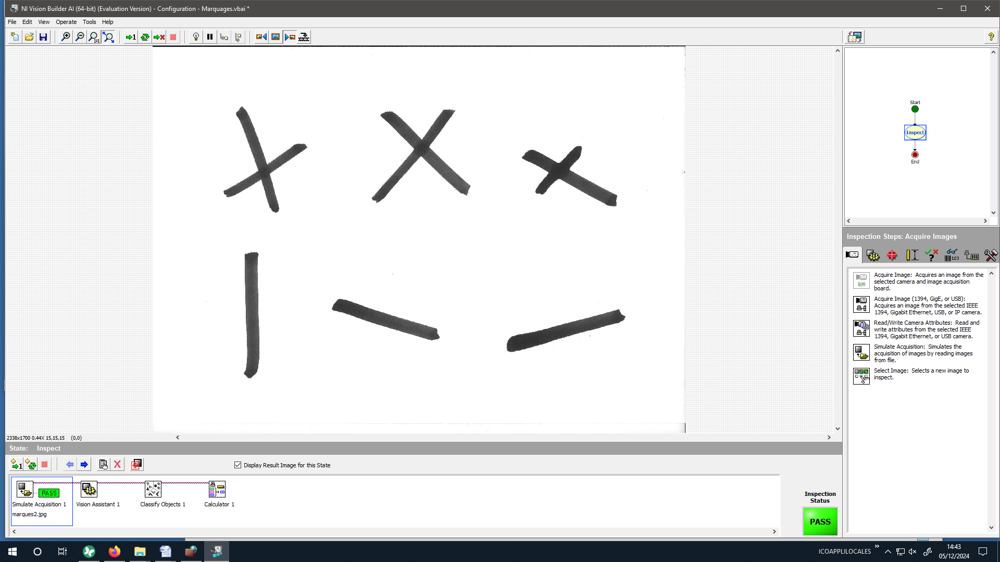 NI Vision Builder AI (64-bit) (Evaluation Version) - Configuration - Marquages.vbai *
File Edit View Operate Tools Help
1:1
1
Start
Inspect
End
Inspection Steps: Acquire Images
123
Acquire Image: Acquires an image from the
selected camera and image acquisition
board.
Acquire Image (1394, GigE, or USB):
Acquires an image from the selected IEEE
1394, Gigabit Ethernet, USB, or IP camera.
Read/Write Camera Attributes: Read and
write attributes from the selected IEEE
1394, Gigabit Ethernet, or USB camera.
Simulate Acquisition: Simulates the
acquisition of images by reading images
from file.
Select Image: Selects a new image to
inspect.
2338x1700 0.44X 15,15,15 (0,0)
State: Inspect
1
Display Result Image for this State
PASS
Simulate Acquisition 1
marques2.jpg
Vision Assistant 1
Classify Objects 1
Calculator 1
Inspection
Status
PASS
ICOAPPLILOCALES
14:43
05/12/2024